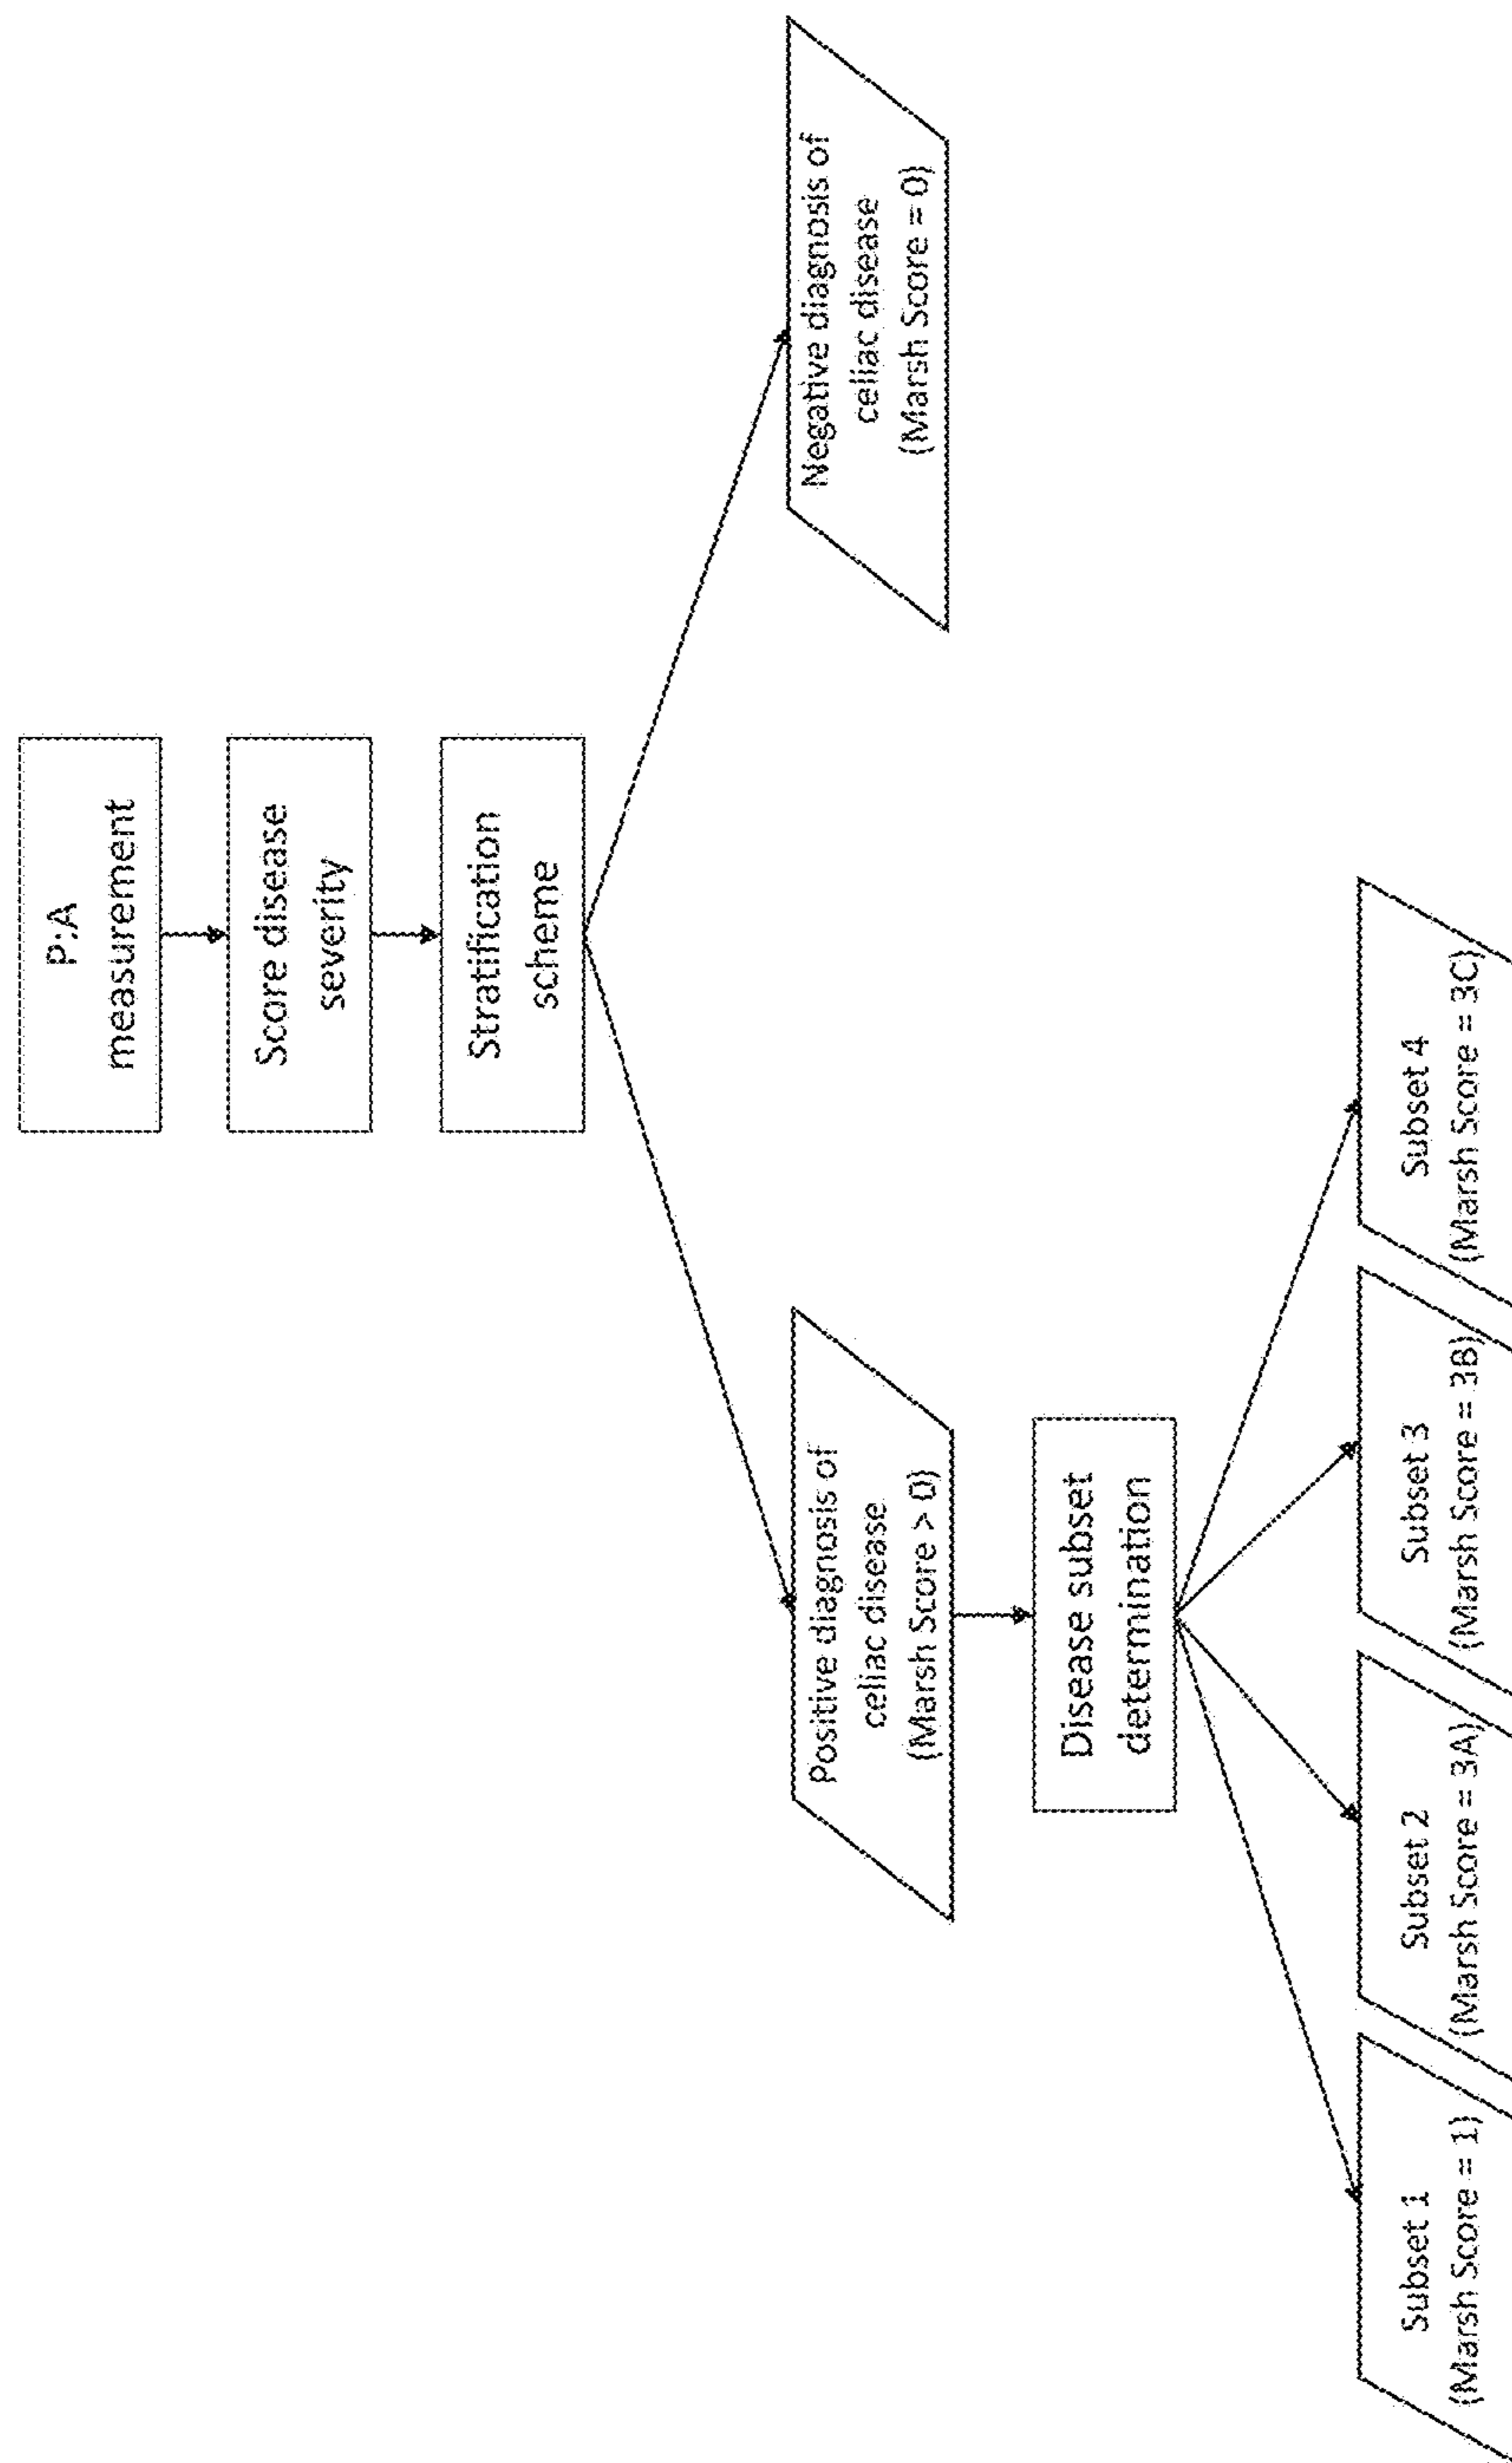 P:A
measurement
Score disease
severity
Stratification
scheme
Positive diagnosis of
celiac disease
(Marsh Score > 0)
Negative diagnosis of
celiac disease
(Marsh Score = 0)
Disease subset
determination
Subset 1
(Marsh Score = 1)
Subset 2
(Marsh Score = 3A)
Subset 3
(Marsh Score = 3B)
Subset 4
(Marsh Score = 3C)